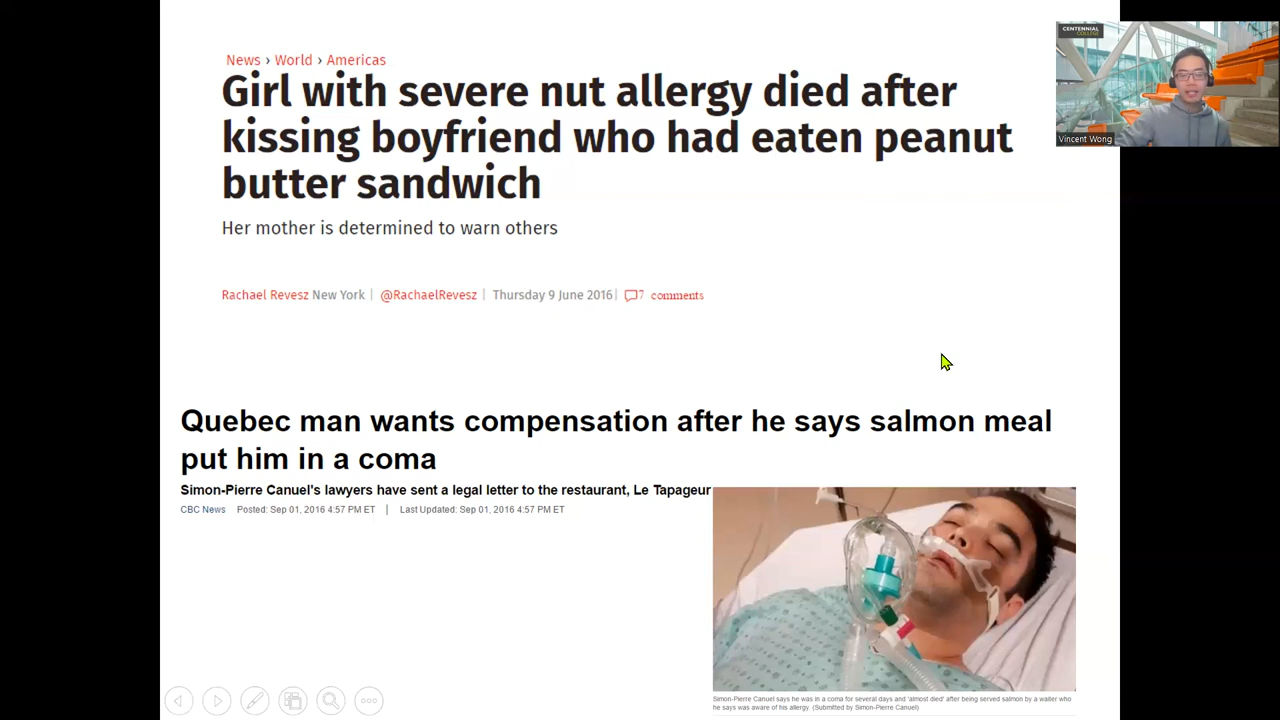 News › World › Americas
Girl with severe nut allergy died after
kissing boyfriend who had eaten peanut
butter sandwich
Her mother is determined to warn others
Rachael Revesz New York | @RachaelRevesz | Thursday 9 June 2016 | 7 comments
CENTENNIAL
COLLEGE
Vincent Wong
Quebec man wants compensation after he says salmon meal
put him in a coma
Simon-Pierre Canuel's lawyers have sent a legal letter to the restaurant, Le Tapageur
CBC News Posted: Sep 01, 2016 4:57 PM ET | Last Updated: Sep 01, 2016 4:57 PM ET
Simon-Pierre Canuel says he was in a coma for several days and 'almost died' after being served salmon by a waiter who
he says was aware of his allergy. (Submitted by Simon-Pierre Canuel)